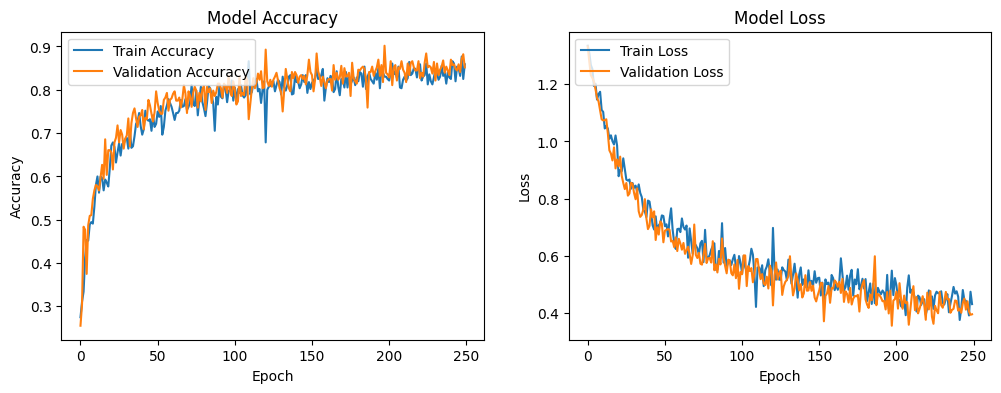 Model Accuracy
Train Accuracy
Validation Accuracy
0.9
0.8
0.7
0.6
0.5
0.4
0.3
Accuracy
0
50
100
150
200
250
Epoch
Model Loss
Train Loss
Validation Loss
1.2
1.0
0.8
0.6
0.4
Loss
0
50
100
150
200
250
Epoch